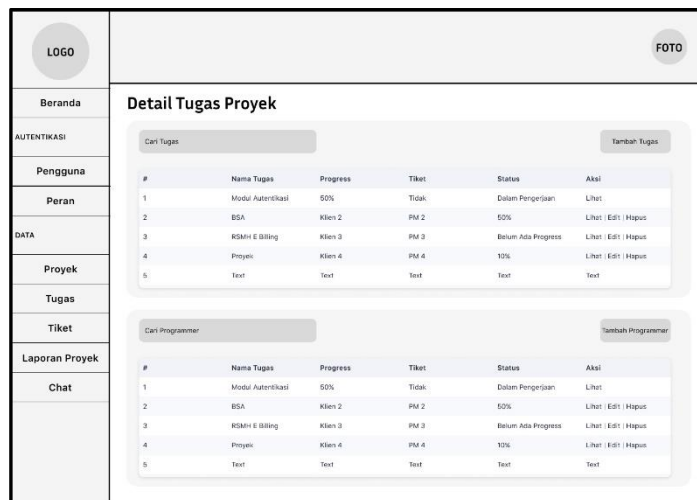 LOGO
FOTO
Beranda
AUTENTIKASI
Pengguna
Peran
DATA
Proyek
Tugas
Tiket
Laporan Proyek
Chat
Detail Tugas Proyek
Cari Tugas Tambah Tugas
# Nama Tugas Progress Tiket Status Aksi
1 Modul Autentikasi 50% Tidak Dalam Pengerjaan Lihat
2 BSA Klien 2 PM 2 50% Lihat | Edit | Hapus
3 RSMH E Billing Klien 3 PM 3 Belum Ada Progress Lihat | Edit | Hapus
4 Proyek Klien 4 PM 4 10% Lihat | Edit | Hapus
5 Text Text Text Text Text
Cari Programmer Tambah Programmer
# Nama Tugas Progress Tiket Status Aksi
1 Modul Autentikasi 50% Tidak Dalam Pengerjaan Lihat
2 BSA Klien 2 PM 2 50% Lihat | Edit | Hapus
3 RSMH E Billing Klien 3 PM 3 Belum Ada Progress Lihat | Edit | Hapus
4 Proyek Klien 4 PM 4 10% Lihat | Edit | Hapus
5 Text Text Text Text Text